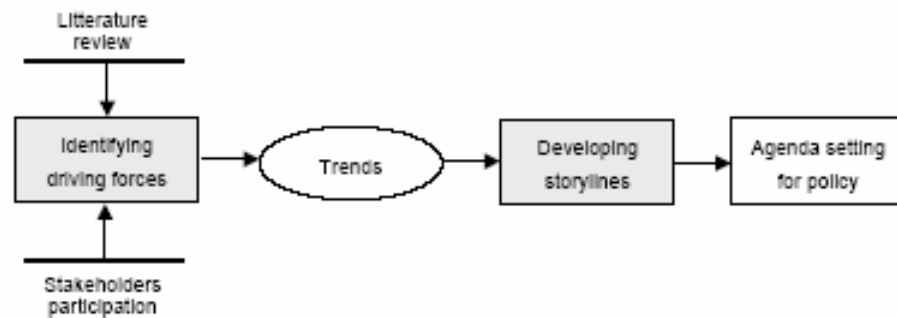 Litterature
review
Identifying
driving forces
Trends
Developing
storylines
Agenda setting
for policy
Stakeholders
participation